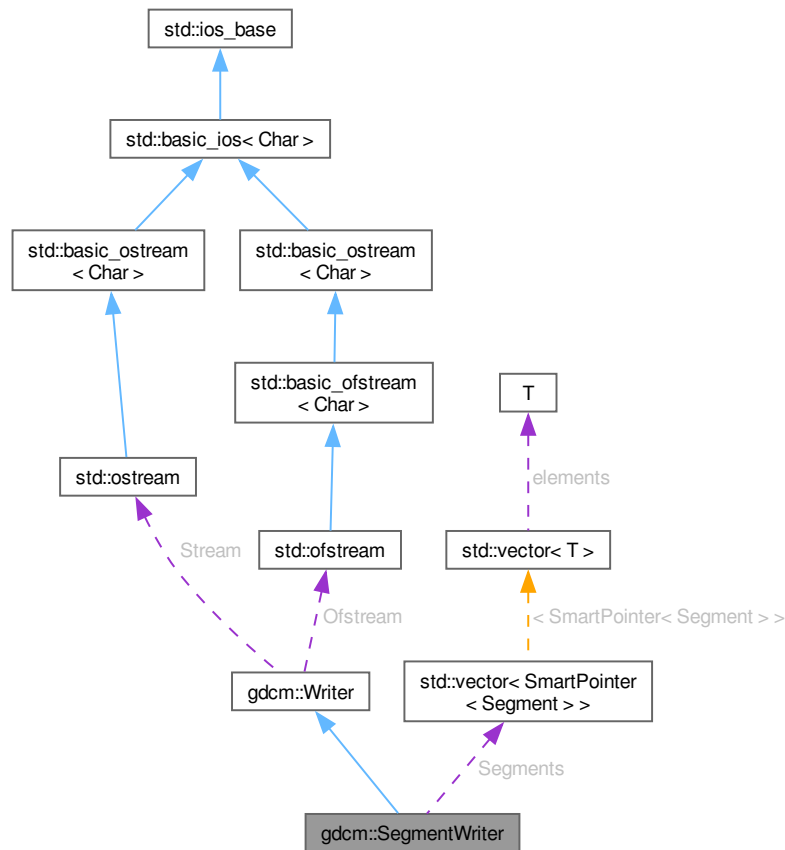 std::ios_base
std::basic_ios< Char >
std::basic_ostream
< Char >
std::basic_ostream
< Char >
std::basic_ofstream
< Char >
T
std::ostream
elements
Stream
std::ofstream
std::vector< T >
Ofstream
< SmartPointer< Segment > >
gdcm::Writer
std::vector< SmartPointer
< Segment > >
Segments
gdcm::SegmentWriter